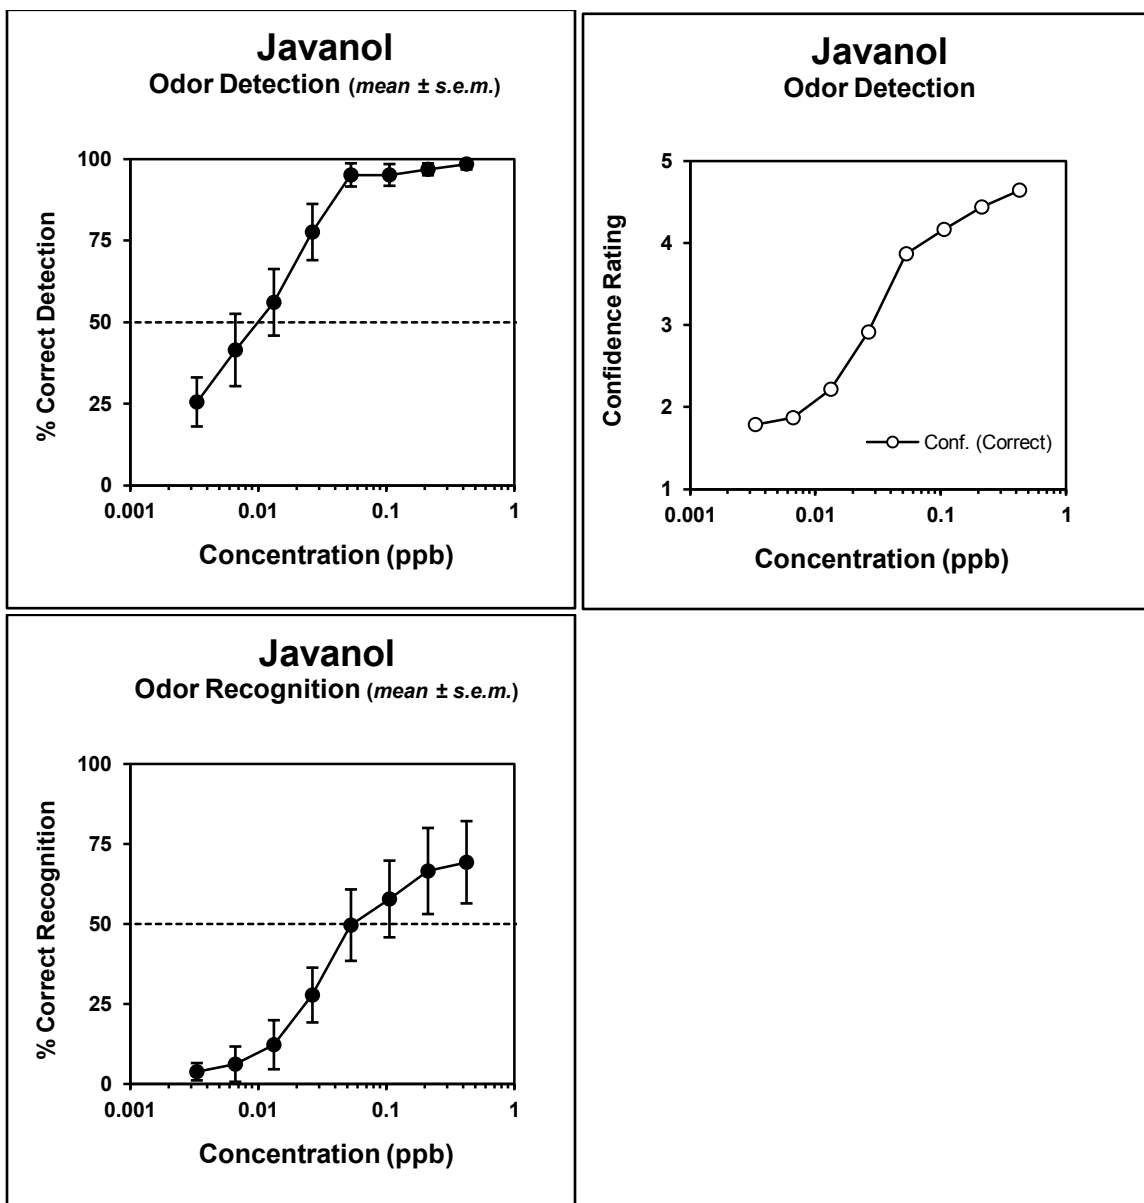 Javanol
Odor Detection (mean ± s.e.m.)
100
75
50
25
0
% Correct Detection
0.001 0.01 0.1 1
Concentration (ppb)
Javanol
Odor Detection
5
4
3
2
1
Confidence Rating
Conf. (Correct)
0.001 0.01 0.1 1
Concentration (ppb)
Javanol
Odor Recognition (mean ± s.e.m.)
100
75
50
25
0
% Correct Recognition
0.001 0.01 0.1 1
Concentration (ppb)